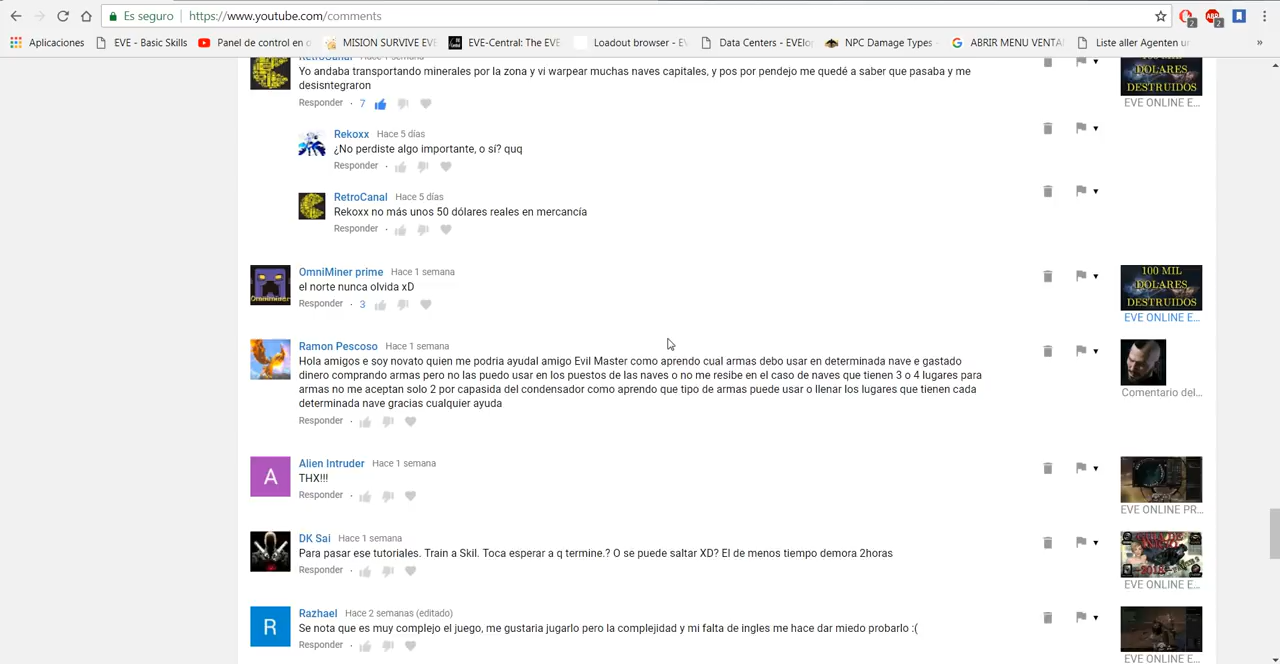 Es seguro | https://www.youtube.com/comments
2
ABP
2
Aplicaciones
EVE - Basic Skills
Panel de control en d
MISION SURVIVE EVE
EVE-Central: The EVE
Loadout browser - EV
Data Centers - EVElop
NPC Damage Types -
ABRIR MENU VENTA
Liste aller Agenten un
»
RetroCanal Hace 1 semana
Yo andaba transportando minerales por la zona y vi warpear muchas naves capitales, y pos por pendejo me quedé a saber que pasaba y me
desintegraron
Responder · 7
100 MIL
DOLARES
DESTRUIDOS
EVE ONLINE E...
Rekoxx Hace 5 días
¿No perdiste algo importante, o sí? quq
Responder ·
RetroCanal Hace 5 días
Rekoxx no más unos 50 dólares reales en mercancía
Responder ·
OmniMiner prime Hace 1 semana
el norte nunca olvida xD
Responder · 3
100 MIL
DOLARES
DESTRUIDOS
EVE ONLINE E...
Ramon Pescoso Hace 1 semana
Hola amigos e soy novato quien me podria ayudal amigo Evil Master como aprendo cual armas debo usar en determinada nave e gastado
dinero comprando armas pero no las puedo usar en los puestos de las naves o no me resibe en el caso de naves que tienen 3 o 4 lugares para
armas no me aceptan solo 2 por capasida del condensador como aprendo que tipo de armas puede usar o llenar los lugares que tienen cada
determinada nave gracias cualquier ayuda
Responder ·
Comentario del...
A
Alien Intruder Hace 1 semana
THX!!!
Responder ·
EVE ONLINE PR...
DK Sai Hace 1 semana
Para pasar ese tutoriales. Train a Skil. Toca esperar a q termine.? O se puede saltar XD? El de menos tiempo demora 2horas
Responder ·
2018
EVE ONLINE E...
R
Razhael Hace 2 semanas (editado)
Se nota que es muy complejo el juego, me gustaria jugarlo pero la complejidad y mi falta de ingles me hace dar miedo probarlo :(
Responder ·
EVE ONLINE E...